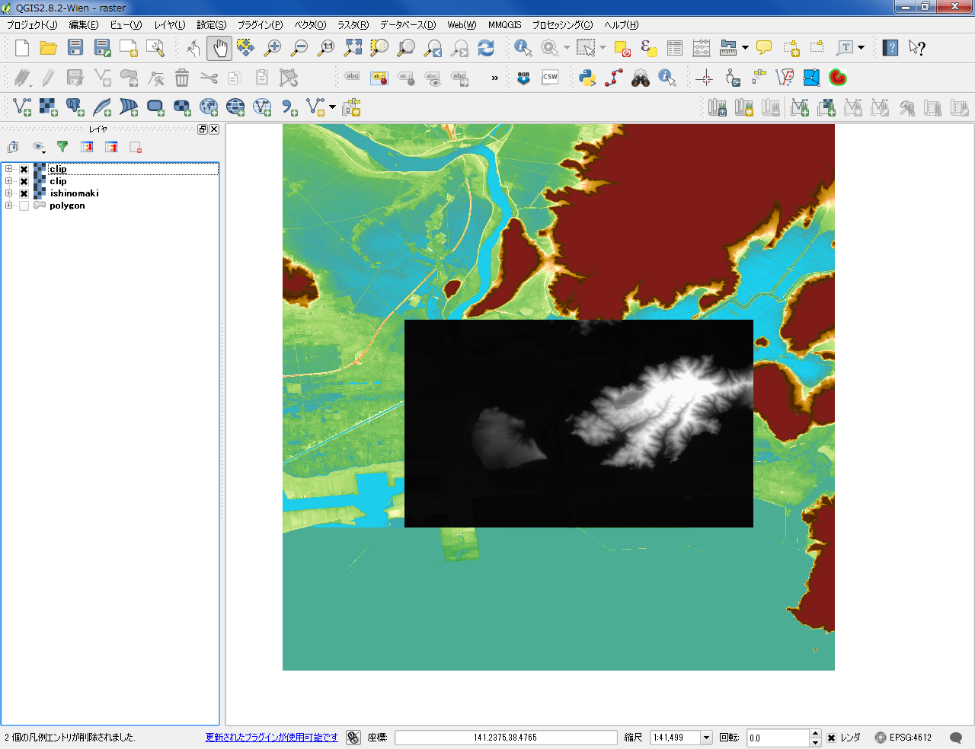 QGIS2.8.2-Wien - raster
プロジェクト(J) 編集(E) ビュー(V) レイヤ(L) 設定(S) プラグイン(P) ベクタ(O) ラスタ(R) データベース(D) Web(W) MMQGIS プロセッシング(C) ヘルプ(H)
abc ab abc abc abc » CSW
レイヤ
clip
clip
ishinomaki
polygon
2 個の凡例エントリが削除されました. 更新されたプラグインが使用可能です 座標: 141.2375,38.4765 縮尺 1:41,499 回転: 0.0 レンダ EPSG:4612